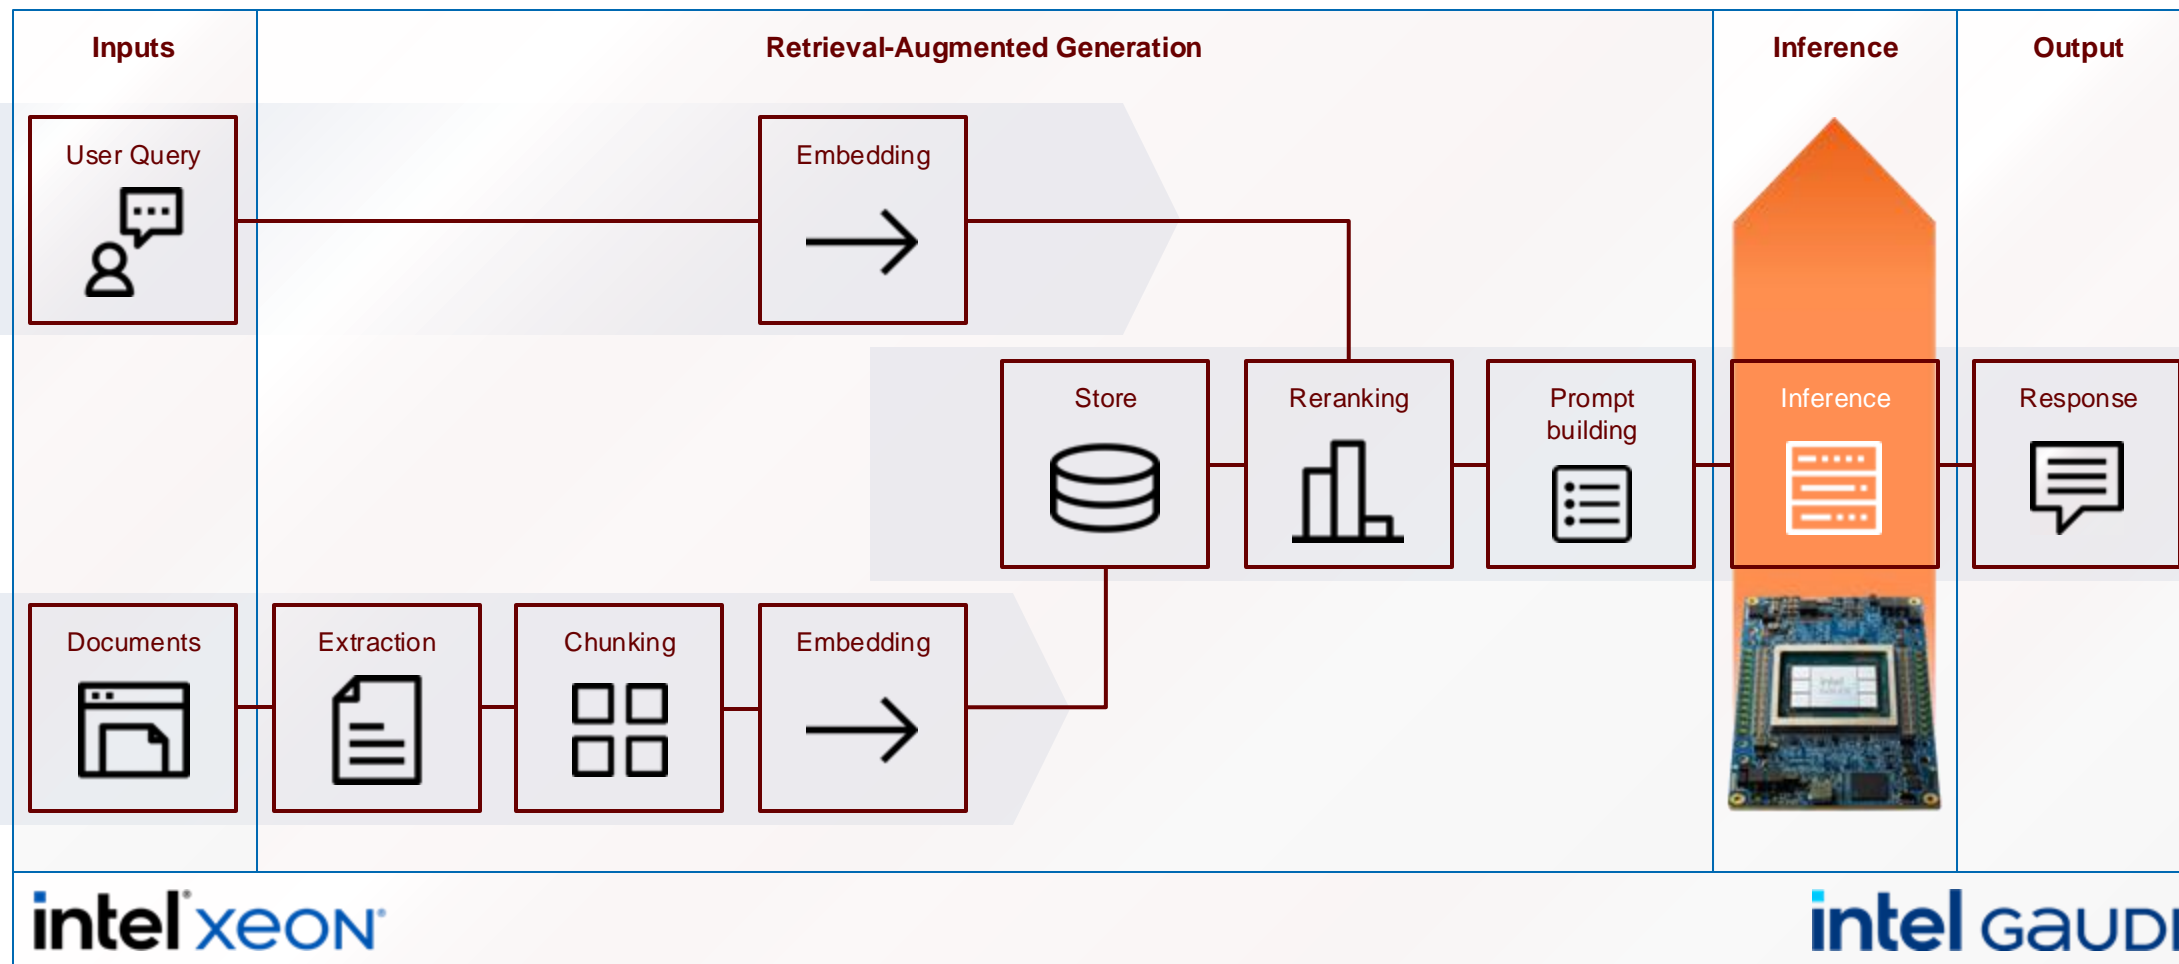 Inputs
Retrieval-Augmented Generation
Inference
Output
User Query
Embedding
Store
Reranking
Prompt
building
Inference
Response
Documents
Extraction
Chunking
Embedding
intel® xeon®
intel GAUDI